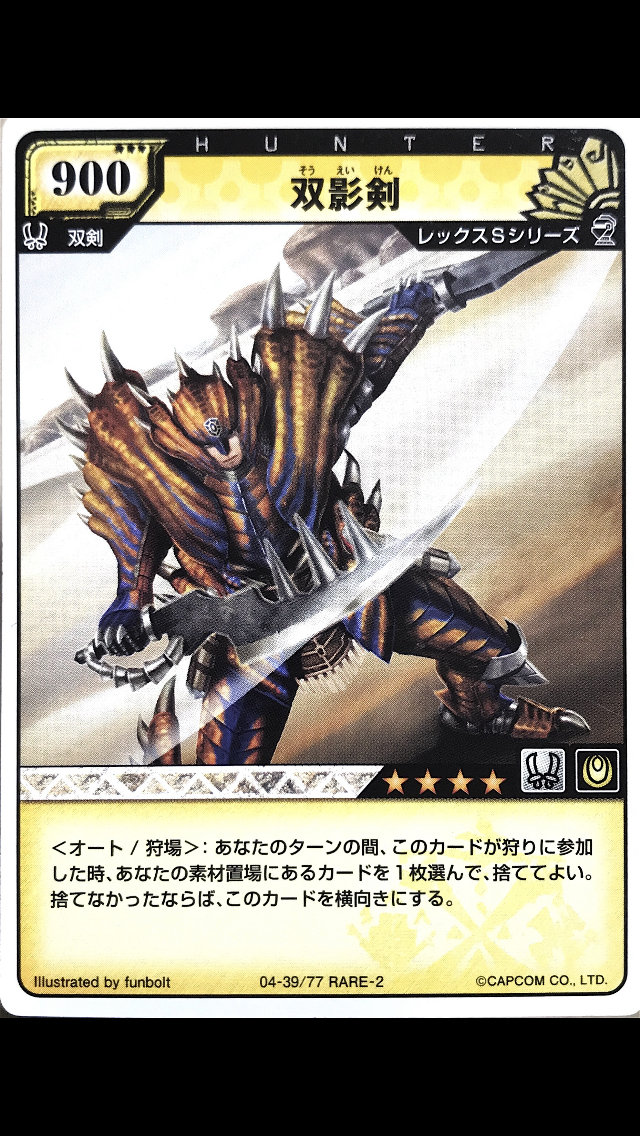 HUNTER
900
そう えい けん
双影剣
双剣
レックスSシリーズ
＜オート / 狩場＞：あなたのターンの間、このカードが狩りに参加
した時、あなたの素材置場にあるカードを１枚選んで、捨ててよい。
捨てなかったならば、このカードを横向きにする。
Illustrated by funbolt
04-39/77 RARE-2
©CAPCOM CO., LTD.